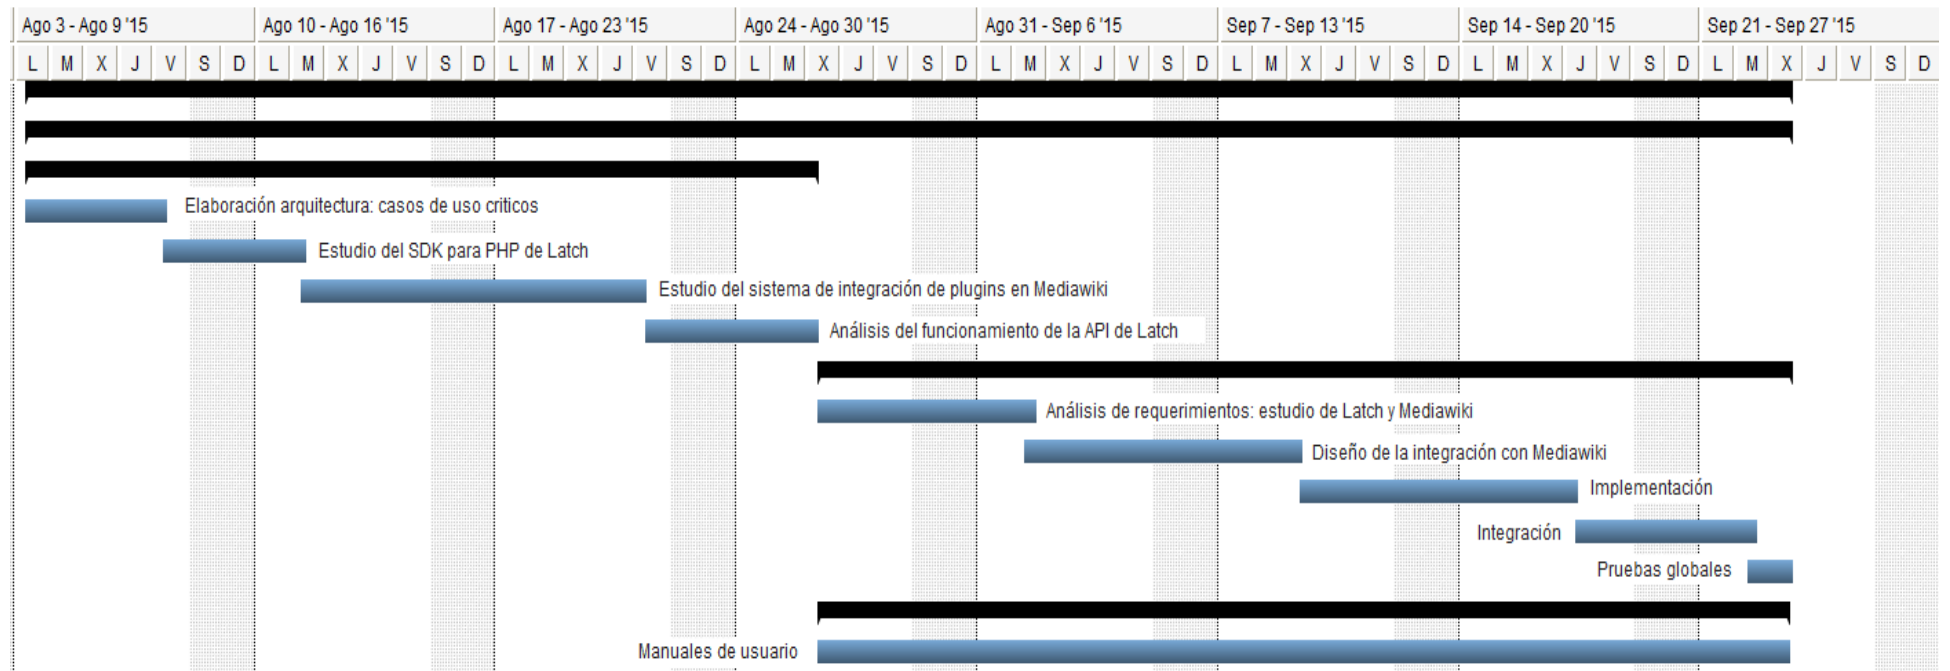 Ago 3 - Ago 9 '15 Ago 10 - Ago 16 '15 Ago 17 - Ago 23 '15 Ago 24 - Ago 30 '15 Ago 31 - Sep 6 '15 Sep 7 - Sep 13 '15 Sep 14 - Sep 20 '15 Sep 21 - Sep 27 '15
L M X J V S D L M X J V S D L M X J V S D L M X J V S D L M X J V S D L M X J V S D L M X J V S D L M X J V S D
Elaboración arquitectura: casos de uso criticos
Estudio del SDK para PHP de Latch
Estudio del sistema de integración de plugins en Mediawiki
Análisis del funcionamiento de la API de Latch
Análisis de requerimientos: estudio de Latch y Mediawiki
Diseño de la integración con Mediawiki
Implementación
Integración
Pruebas globales
Manuales de usuario